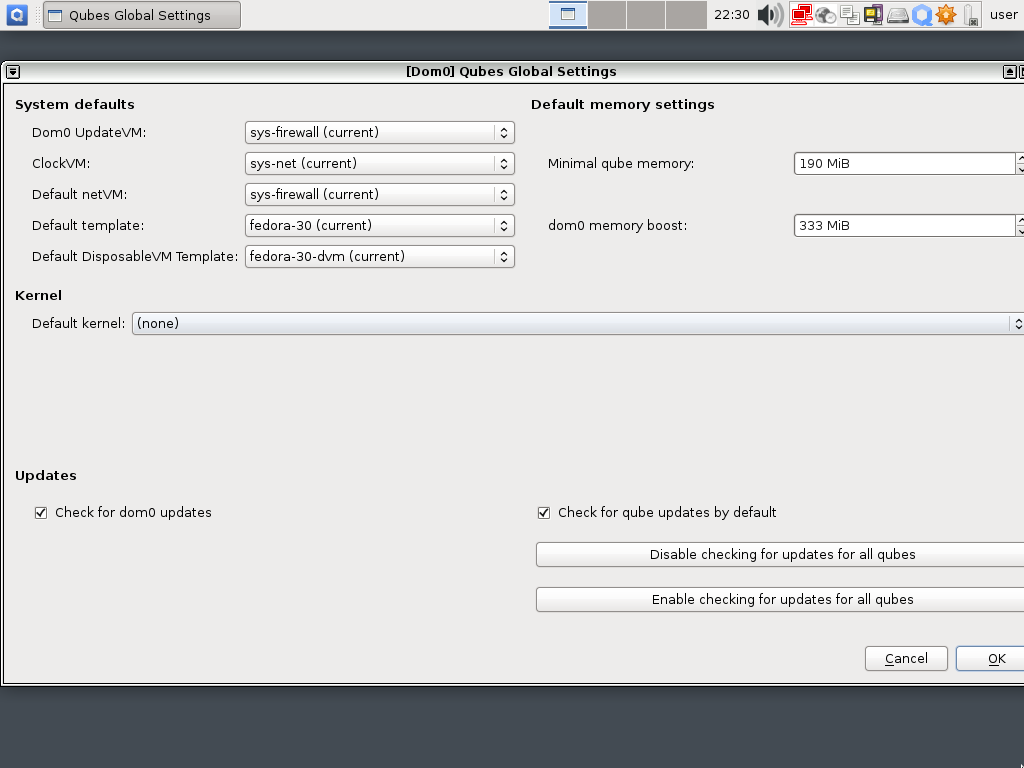 Qubes Global Settings
22:30
user
[Dom0] Qubes Global Settings
System defaults
Default memory settings
Dom0 UpdateVM: sys-firewall (current)
ClockVM: sys-net (current)
Minimal qube memory: 190 MiB
Default netVM: sys-firewall (current)
Default template: fedora-30 (current)
dom0 memory boost: 333 MiB
Default DisposableVM Template: fedora-30-dvm (current)
Kernel
Default kernel: (none)
Updates
Check for dom0 updates
Check for qube updates by default
Disable checking for updates for all qubes
Enable checking for updates for all qubes
Cancel
OK